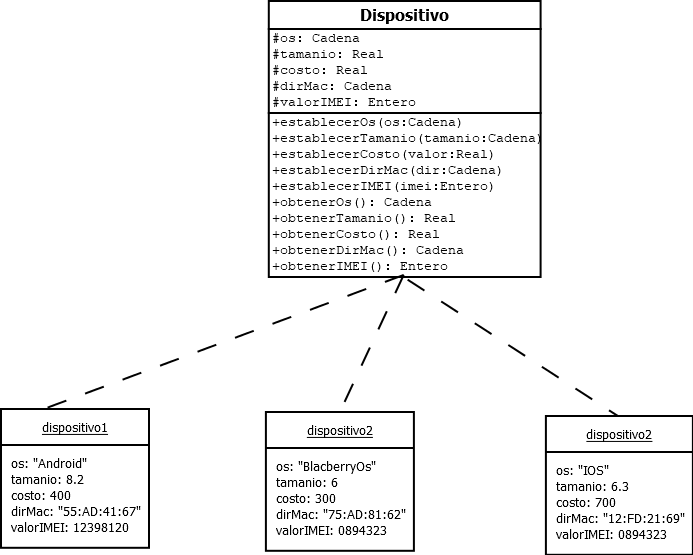 Dispositivo
#os: Cadena
#tamanio: Real
#costo: Real
#dirMac: Cadena
#valorIMEI: Entero
+establecerOs(os:Cadena)
+establecerTamanio(tamanio:Cadena)
+establecerCosto(valor:Real)
+establecerDirMac(dir:Cadena)
+establecerIMEI(imei:Entero)
+obtenerOs(): Cadena
+obtenerTamanio(): Real
+obtenerCosto(): Real
+obtenerDirMac(): Cadena
+obtenerIMEI(): Entero
dispositivo1
os: "Android"
tamanio: 8.2
costo: 400
dirMac: "55:AD:41:67"
valorIMEI: 12398120
dispositivo2
os: "BlacberryOs"
tamanio: 6
costo: 300
dirMac: "75:AD:81:62"
valorIMEI: 0894323
dispositivo2
os: "IOS"
tamanio: 6.3
costo: 700
dirMac: "12:FD:21:69"
valorIMEI: 0894323